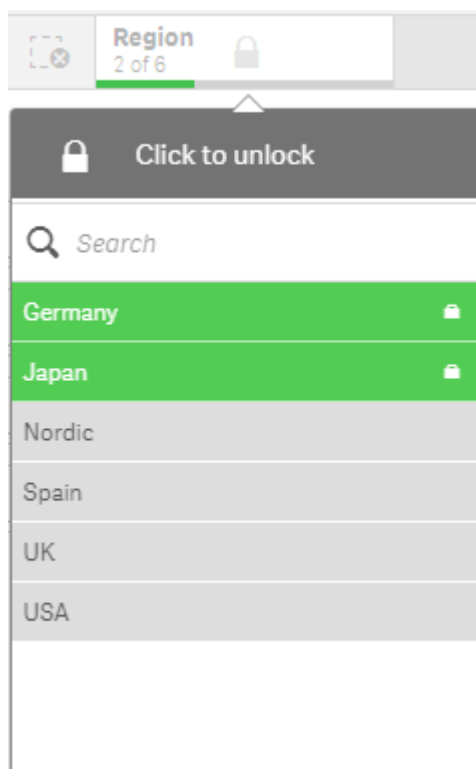 Region
2 of 6
Click to unlock
Search
Germany
Japan
Nordic
Spain
UK
USA